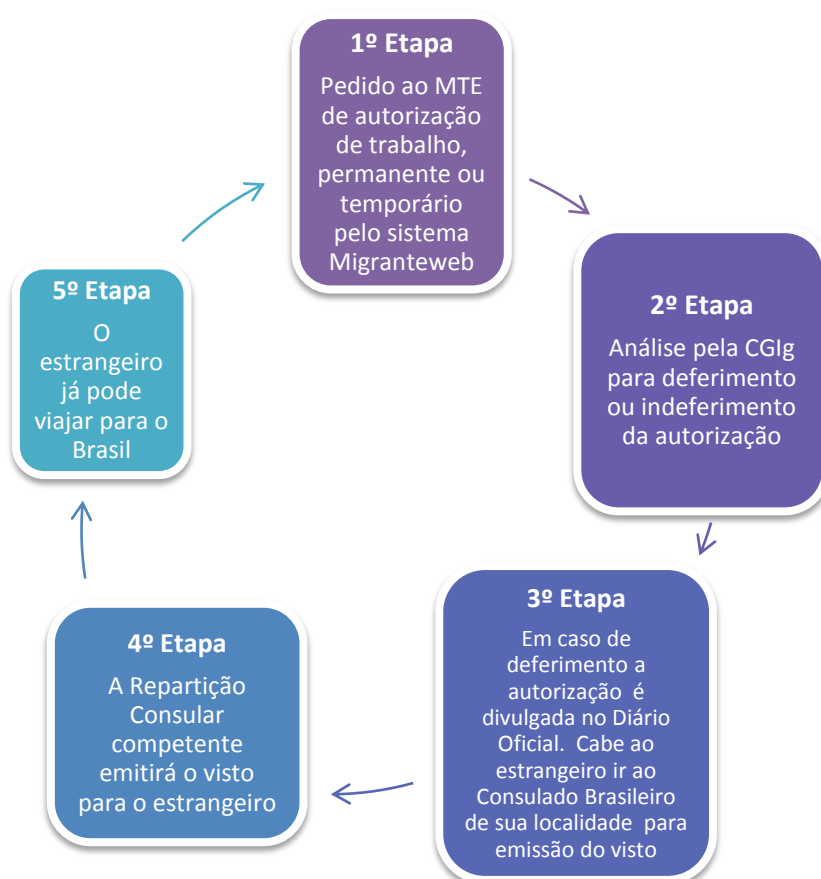 1º Etapa
Pedido ao MTE
de autorização
de trabalho,
permanente ou
temporário
pelo sistema
Migranteweb
2º Etapa
Análise pela CGIg
para deferimento
ou indeferimento
da autorização
3º Etapa
Em caso de
deferimento a
autorização é
divulgada no Diário
Oficial. Cabe ao
estrangeiro ir ao
Consulado Brasileiro
de sua localidade para
emissão do visto
4º Etapa
A Repartição
Consular
competente
emitirá o visto
para o estrangeiro
5º Etapa
O
estrangeiro
já pode
viajar para o
Brasil